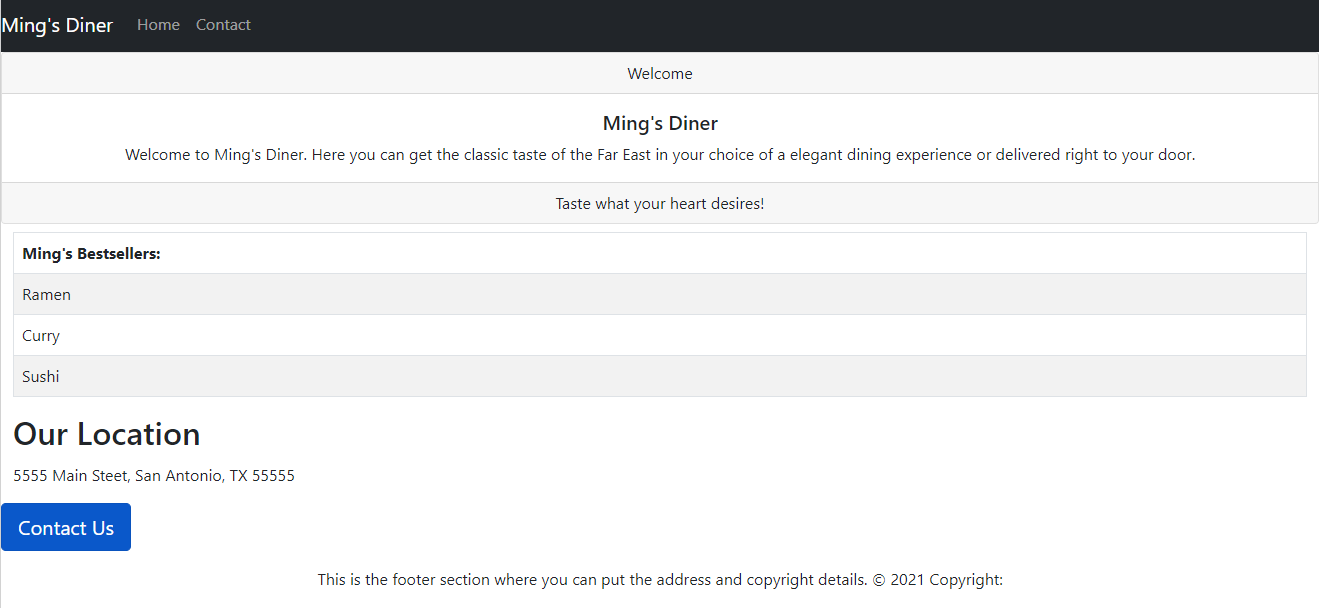 Ming's Diner Home Contact
Welcome
Ming's Diner
Welcome to Ming's Diner. Here you can get the classic taste of the Far East in your choice of a elegant dining experience or delivered right to your door.
Taste what your heart desires!
Ming's Bestsellers:
Ramen
Curry
Sushi
Our Location
5555 Main Steet, San Antonio, TX 55555
Contact Us
This is the footer section where you can put the address and copyright details. © 2021 Copyright: